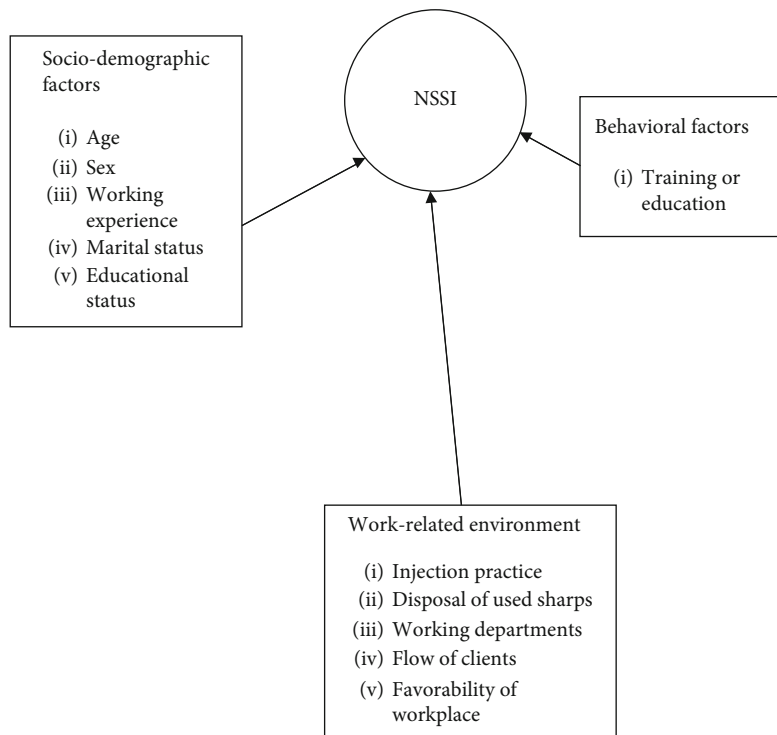 Socio-demographic
factors
(i) Age
(ii) Sex
(iii) Working
experience
(iv) Marital status
(v) Educational
status
NSSI
Behavioral factors
(i) Training or
education
Work-related environment
(i) Injection practice
(ii) Disposal of used sharps
(iii) Working departments
(iv) Flow of clients
(v) Favorability of
workplace